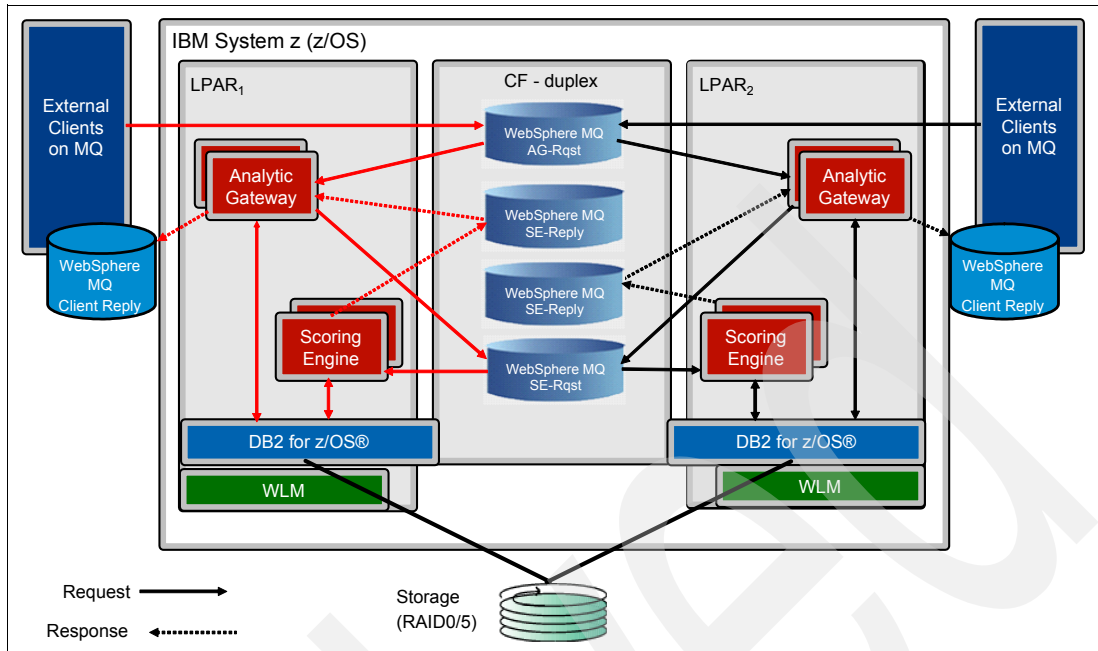 IBM System z (z/OS)
External
Clients
on MQ
LPAR1
CF - duplex
LPAR2
External
Clients
on MQ
WebSphere MQ
AG-Rqst
Analytic
Gateway
Analytic
Gateway
WebSphere MQ
SE-Reply
WebSphere
MQ
Client Reply
WebSphere
MQ
Client Reply
WebSphere MQ
SE-Reply
Scoring
Engine
Scoring
Engine
WebSphere MQ
SE-Rqst
DB2 for z/OS®
DB2 for z/OS®
WLM
WLM
Request
Response
Storage
(RAID0/5)